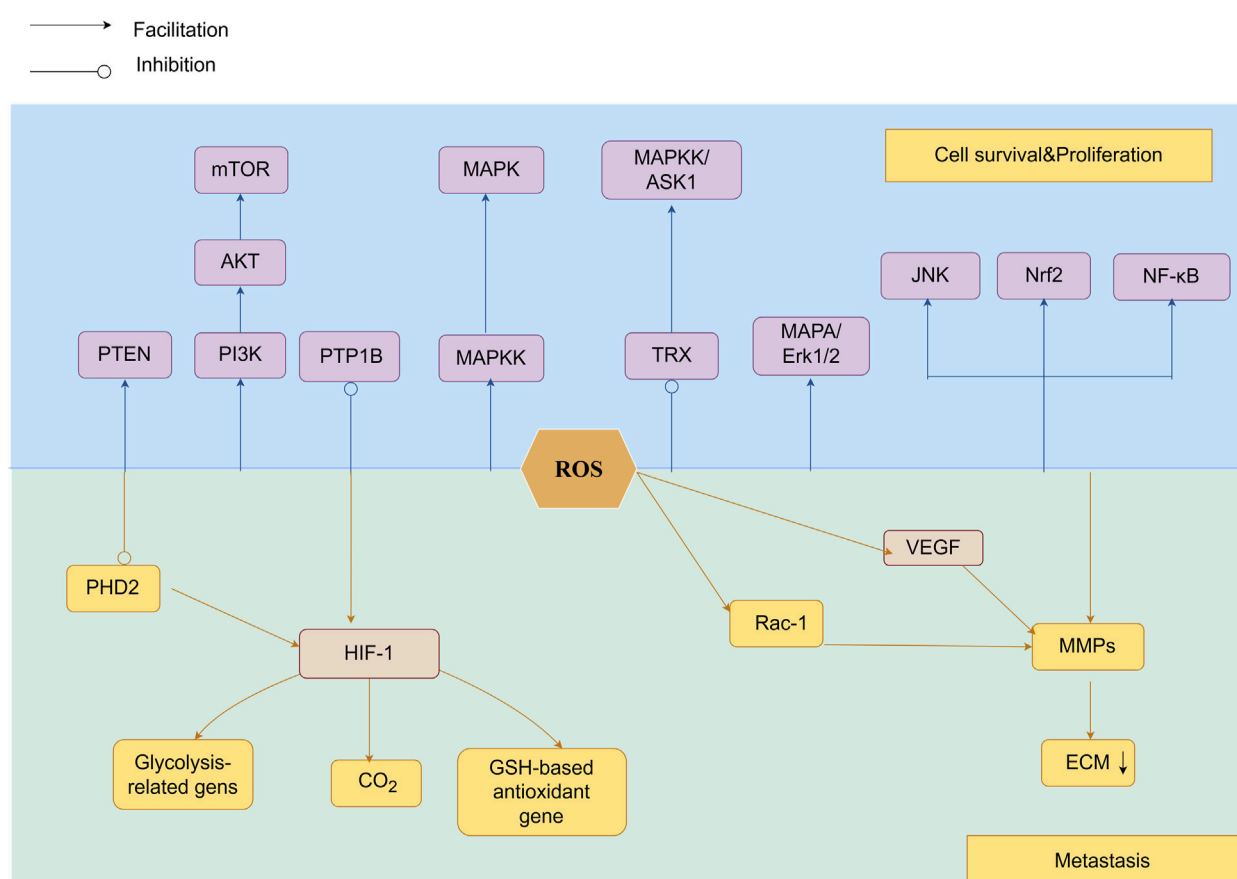 Facilitation
Inhibition
mTOR
MAPK
MAPKK/
ASK1
Cell survival&Proliferation
AKT
JNK
Nrf2
NF-κB
PTEN
PI3K
PTP1B
MAPKK
TRX
MAPA/
Erk1/2
ROS
VEGF
PHD2
Rac-1
HIF-1
MMPs
Glycolysis-
related gens
CO₂
GSH-based
antioxidant
gene
ECM ↓
Metastasis